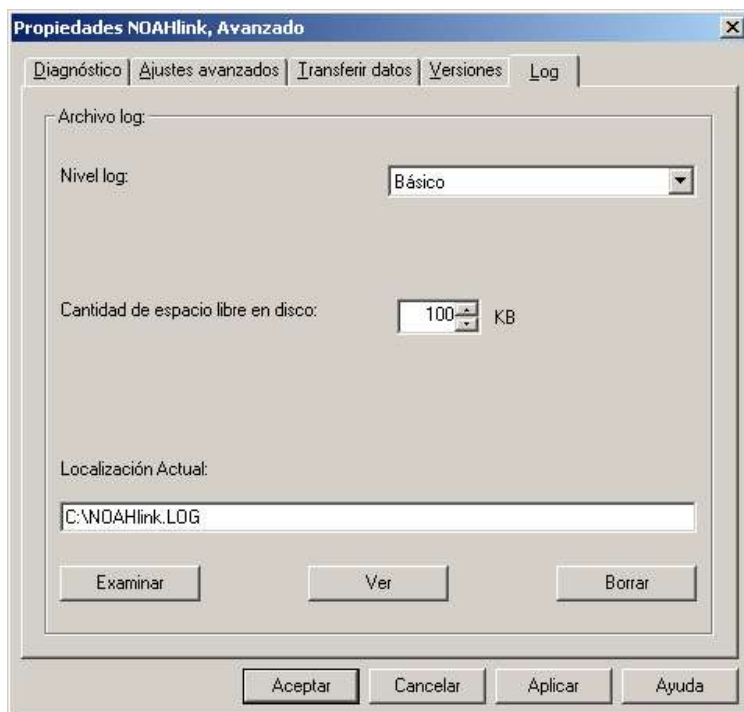 Propiedades NOAHlink, Avanzado
Diagnóstico Ajustes avanzados Transferir datos Versiones Log
Archivo log:
Nivel log: Básico
Cantidad de espacio libre en disco: 100 KB
Localización Actual:
C:\NOAHlink.LOG
Examinar Ver Borrar
Aceptar Cancelar Aplicar Ayuda